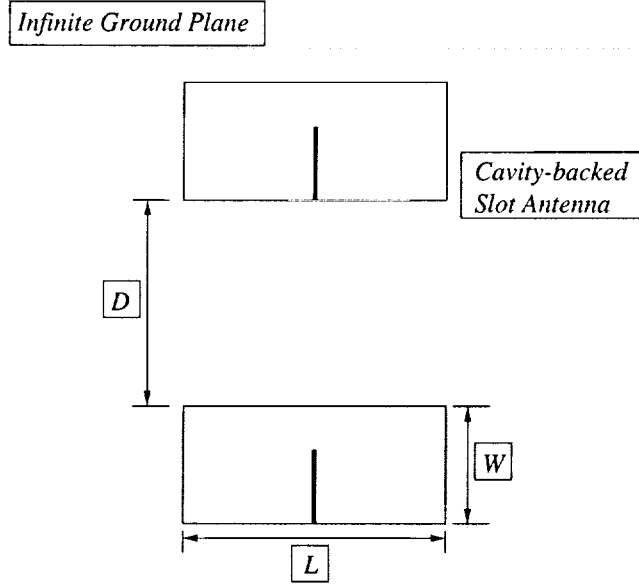 Infinite Ground Plane
Cavity-backed
Slot Antenna
D
W
L